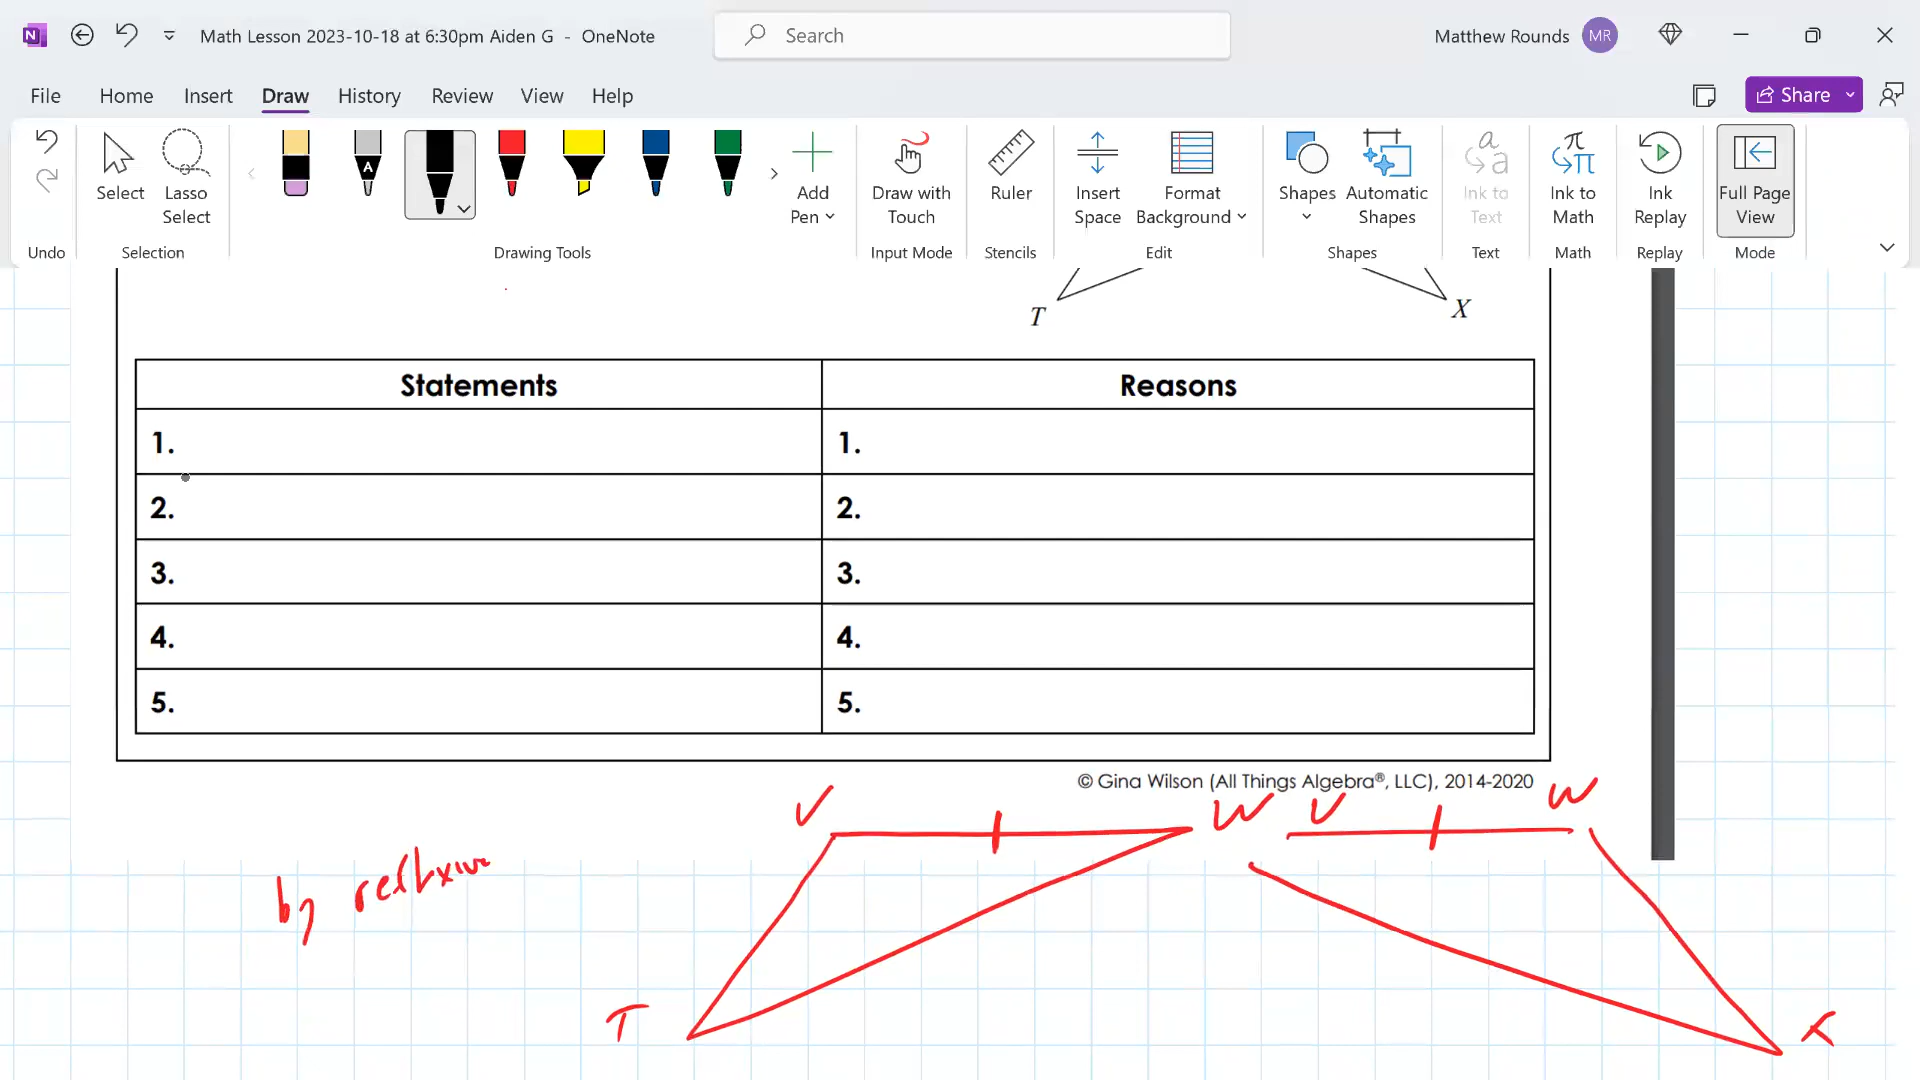 Math Lesson 2023-10-18 at 6:30pm Aiden G - OneNote
Search
Matthew Rounds MR
File Home Insert Draw History Review View Help
Share
Select
Lasso Select
Add Pen
Draw with Touch
Ruler
Insert Space
Format Background
Shapes
Automatic Shapes
Ink to Text
Ink to Math
Ink Replay
Full Page View
Undo Selection Drawing Tools Input Mode Stencils Edit Shapes Text Math Replay Mode
T X
Statements Reasons
1. 1.
2. 2.
3. 3.
4. 4.
5. 5.
© Gina Wilson (All Things Algebra®, LLC), 2014-2020
V W V W
by reflexive
T X